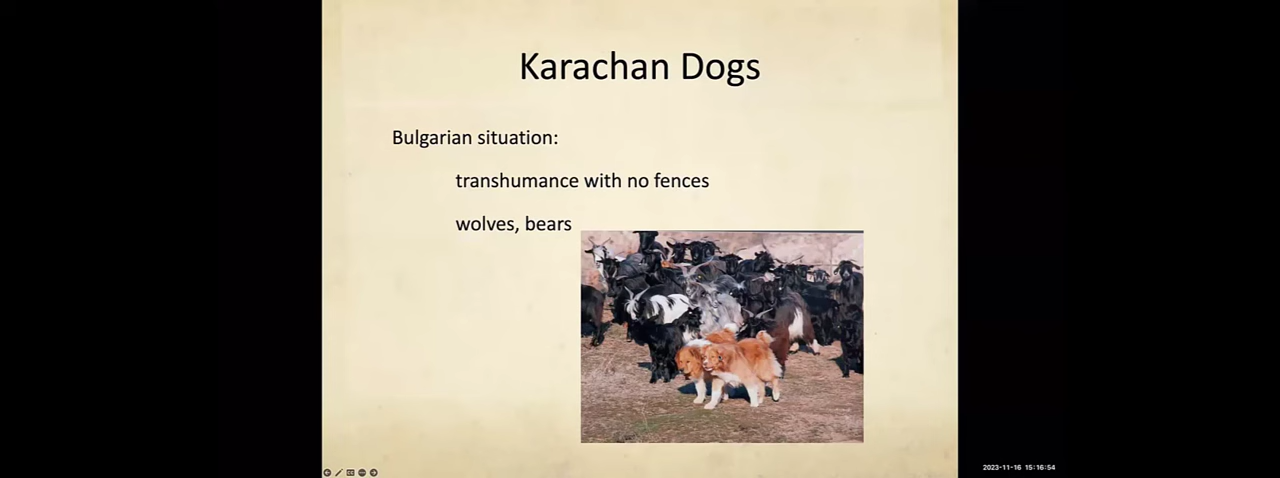 Karachan Dogs
Bulgarian situation:
transhumance with no fences
wolves, bears
2023-11-16 15:16:54